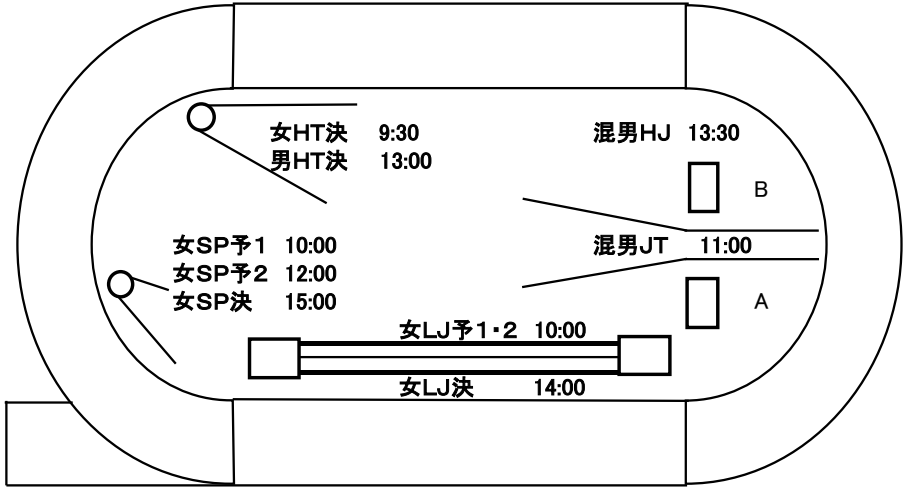 女HT決 9:30
男HT決 13:00
混男HJ 13:30
B
女SP予1 10:00
女SP予2 12:00
女SP決 15:00
混男JT 11:00
A
女LJ予1・2 10:00
女LJ決 14:00